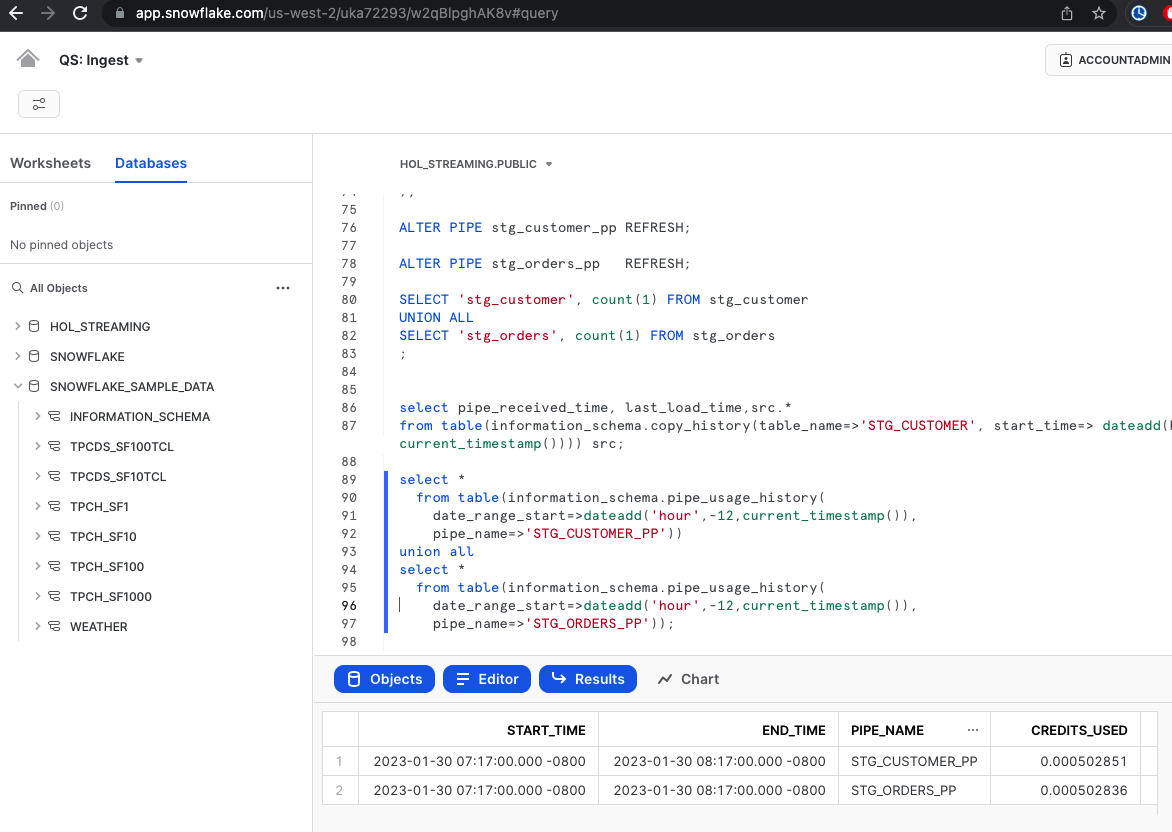 app.snowflake.com/us-west-2/uka72293/w2qBlpghAK8v#query
QS: Ingest
ACCOUNTADMIN
Worksheets Databases
Pinned (0)
No pinned objects
All Objects ...
HOL_STREAMING
SNOWFLAKE
SNOWFLAKE_SAMPLE_DATA
INFORMATION_SCHEMA
TPCDS_SF100TCL
TPCDS_SF10TCL
TPCH_SF1
TPCH_SF10
TPCH_SF100
TPCH_SF1000
WEATHER
HOL_STREAMING.PUBLIC
75
76 ALTER PIPE stg_customer_pp REFRESH;
77
78 ALTER PIPE stg_orders_pp   REFRESH;
79
80 SELECT 'stg_customer', count(1) FROM stg_customer
81 UNION ALL
82 SELECT 'stg_orders', count(1) FROM stg_orders
83 ;
84
85
86 select pipe_received_time, last_load_time,src.*
87 from table(information_schema.copy_history(table_name=>'STG_CUSTOMER', start_time=> dateadd(
current_timestamp()))) src;
88
89 select *
90   from table(information_schema.pipe_usage_history(
91     date_range_start=>dateadd('hour',-12,current_timestamp()),
92     pipe_name=>'STG_CUSTOMER_PP'))
93 union all
94 select *
95   from table(information_schema.pipe_usage_history(
96     date_range_start=>dateadd('hour',-12,current_timestamp()),
97     pipe_name=>'STG_ORDERS_PP'));
98
Objects Editor Results Chart
START_TIME END_TIME PIPE_NAME ... CREDITS_USED
1 2023-01-30 07:17:00.000 -0800 2023-01-30 08:17:00.000 -0800 STG_CUSTOMER_PP 0.000502851
2 2023-01-30 07:17:00.000 -0800 2023-01-30 08:17:00.000 -0800 STG_ORDERS_PP 0.000502836